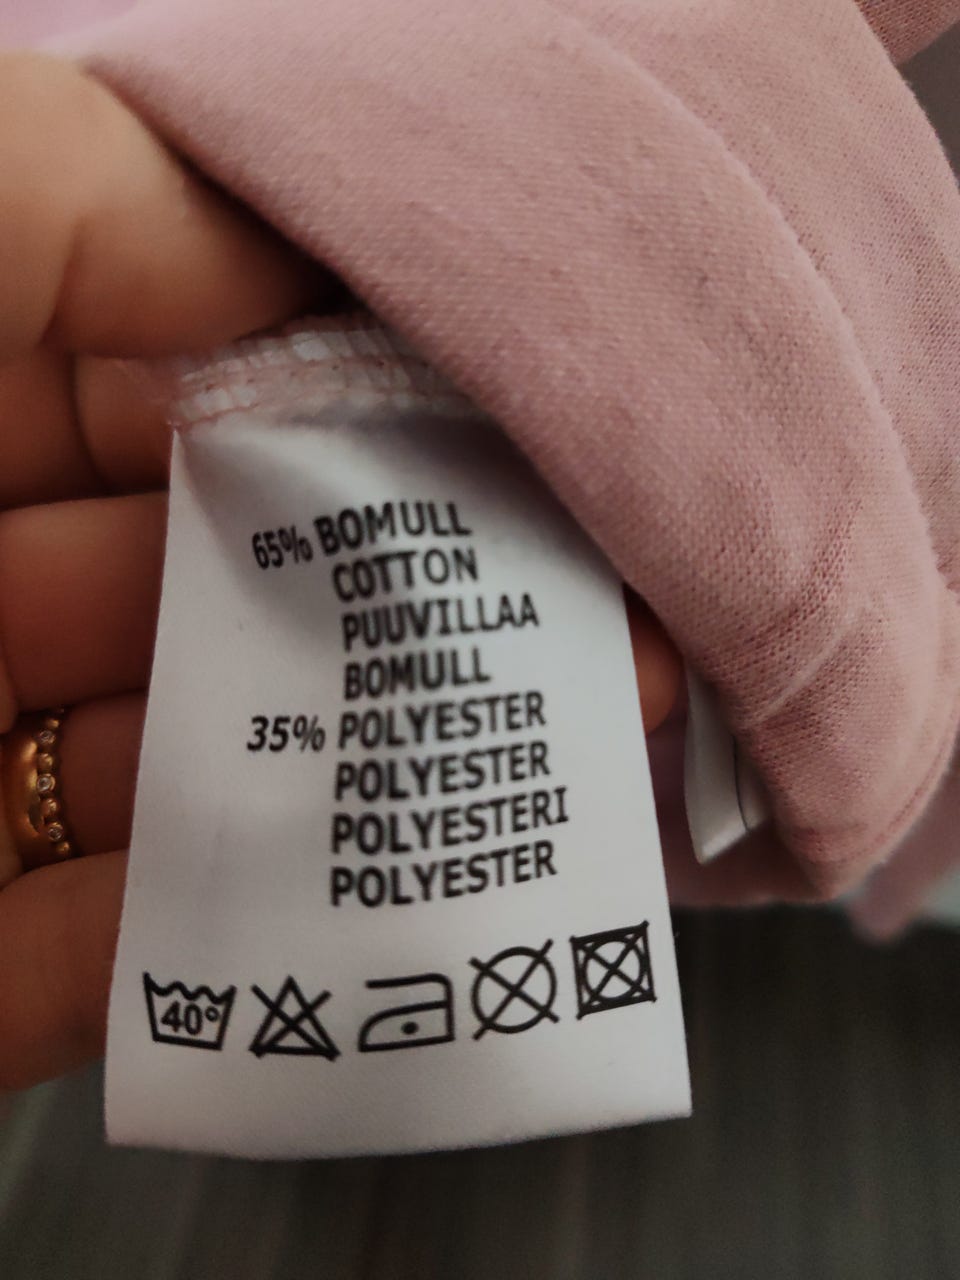 65% BOMULL
COTTON
PUUVILLAA
BOMULL
35% POLYESTER
POLYESTER
POLYESTERI
POLYESTER
40°